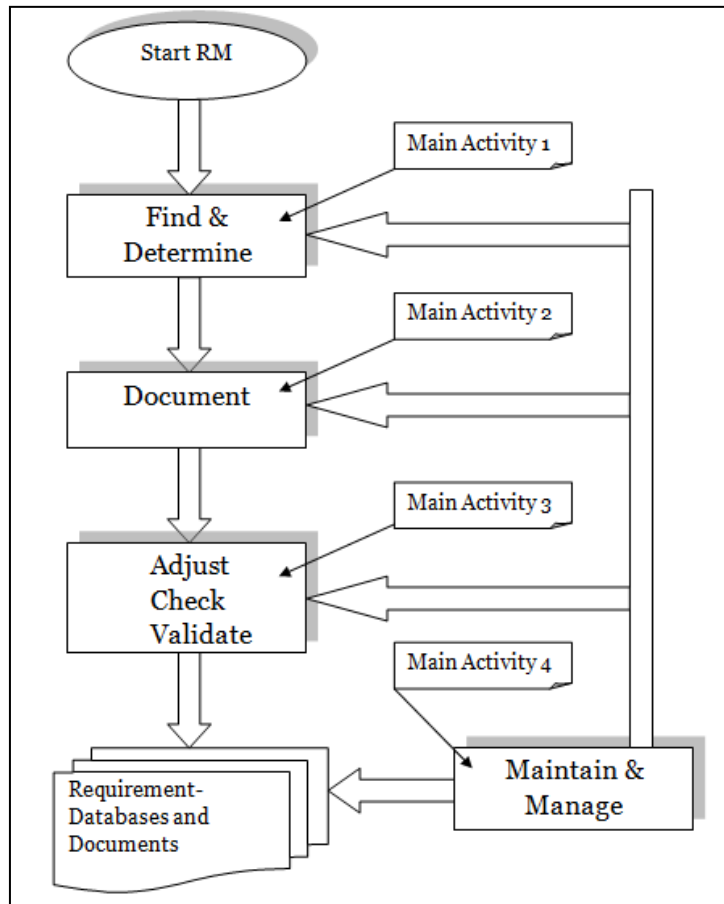 Start RM
Main Activity 1
Find &
Determine
Main Activity 2
Document
Main Activity 3
Adjust
Check
Validate
Main Activity 4
Requirement-
Databases and
Documents
Maintain &
Manage